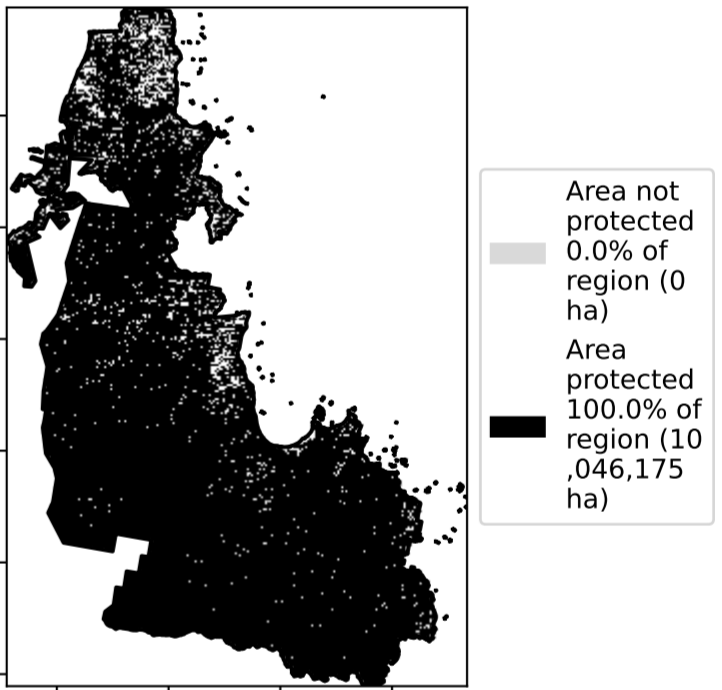 Area not
protected
0.0% of
region (0
ha)
Area
protected
100.0% of
region (10
,046,175
ha)